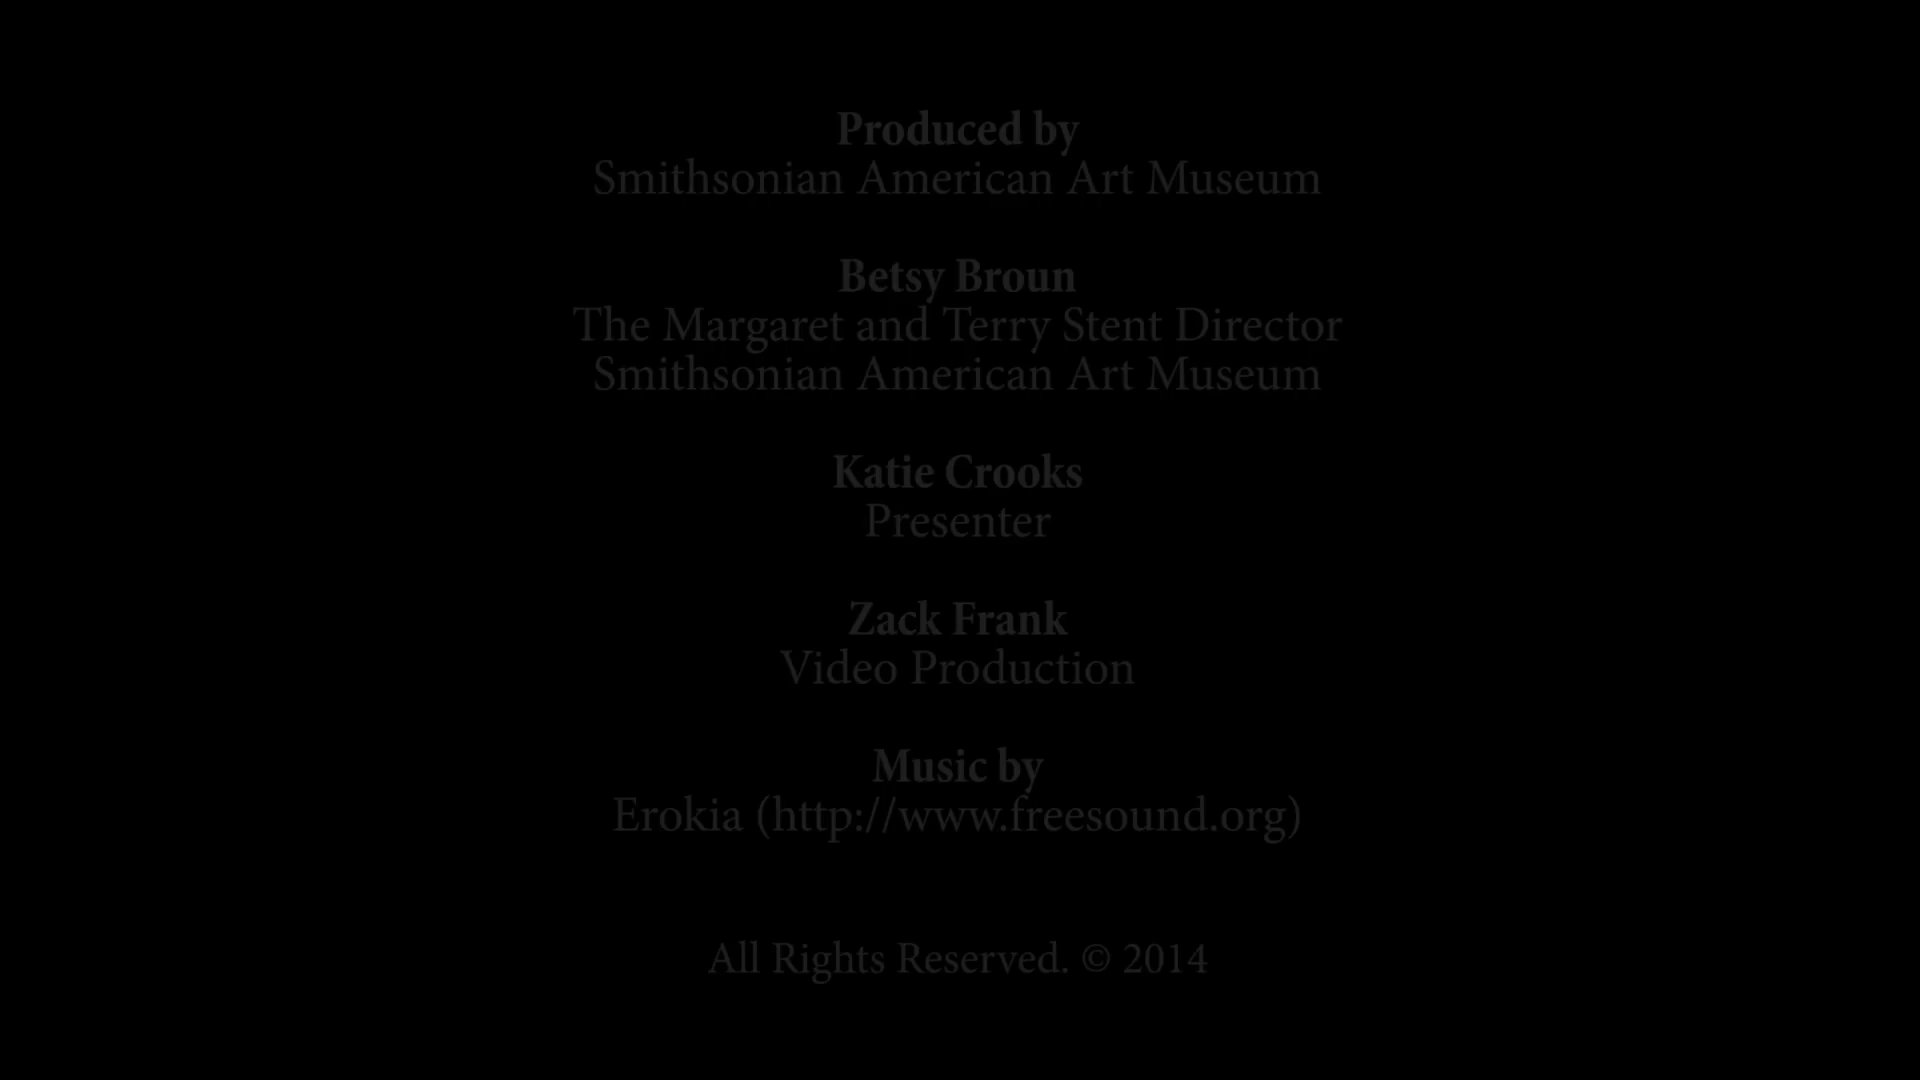 Produced by
Smithsonian American Art Museum
Betsy Broun
The Margaret and Terry Stent Director
Smithsonian American Art Museum
Katie Crooks
Presenter
Zack Frank
Video Production
Music by
Erokia (http://www.freesound.org)
All Rights Reserved. © 2014